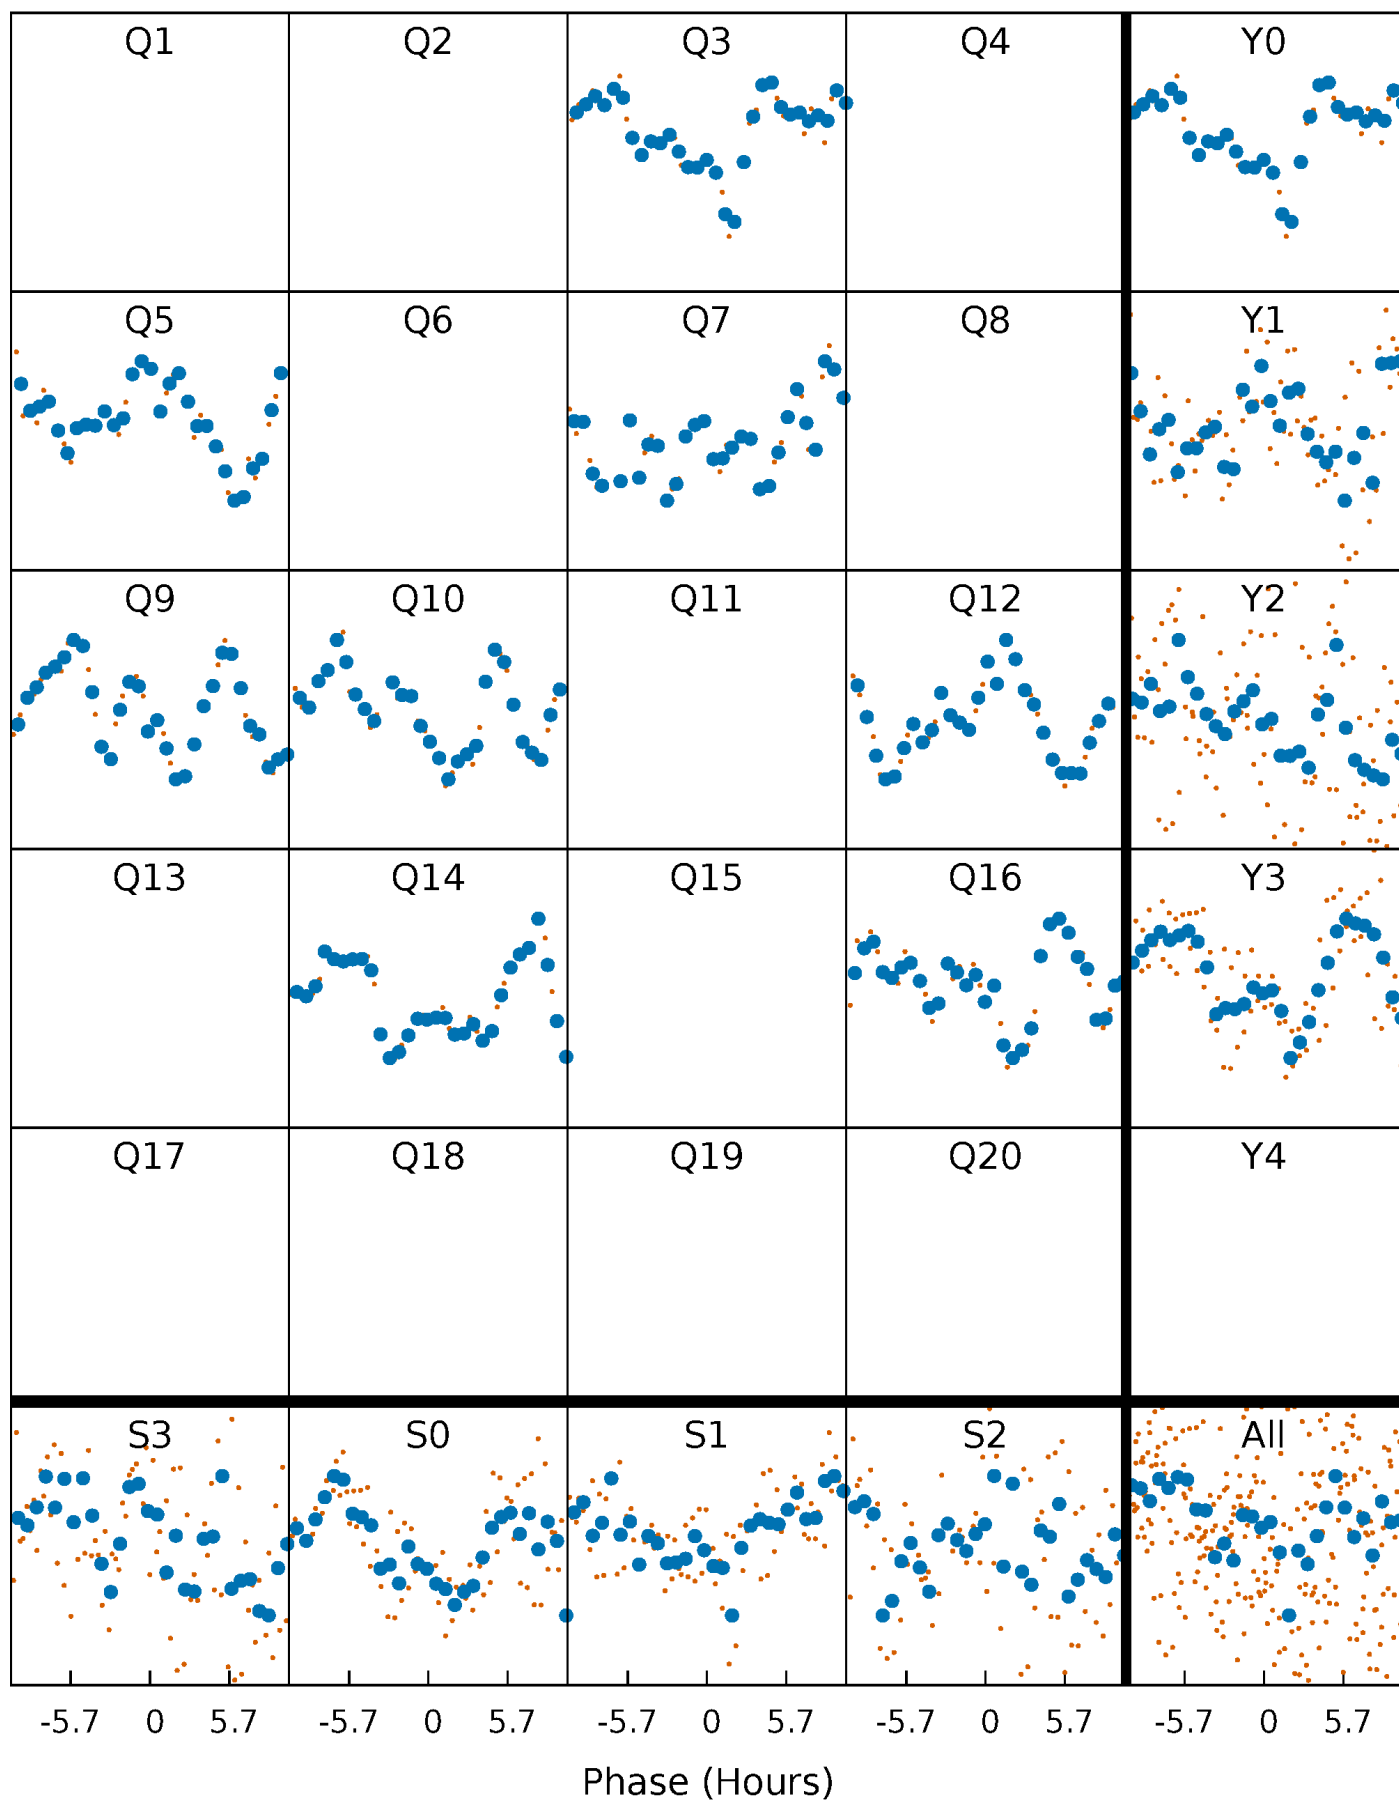 Q1 Q2 Q3 Q4 Y0
Q5 Q6 Q7 Q8 Y1
Q9 Q10 Q11 Q12 Y2
Q13 Q14 Q15 Q16 Y3
Q17 Q18 Q19 Q20 Y4
S3 S0 S1 S2 All
-5.7 0 5.7 -5.7 0 5.7 -5.7 0 5.7 -5.7 0 5.7 -5.7 0 5.7
Phase (Hours)